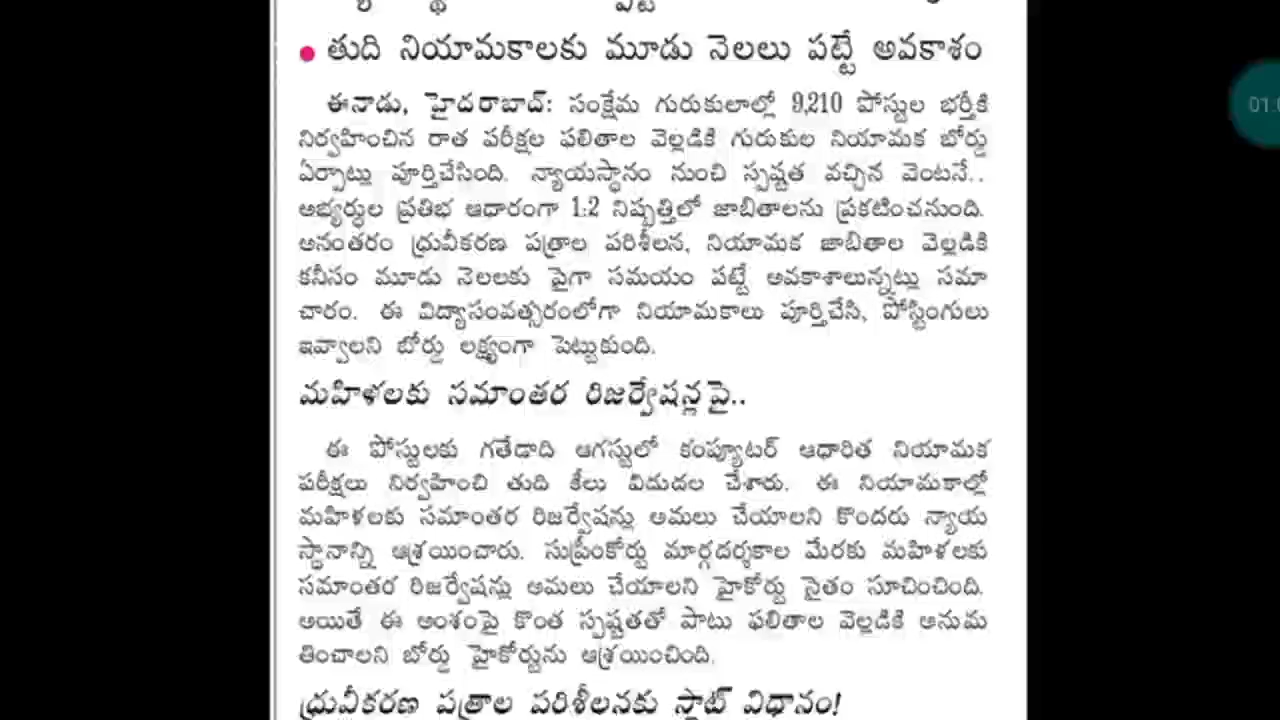 తుది నియామకాలకు మూడు నెలలు పట్టే అవకాశం
ఈనాడు, హైదరాబాద్: సంక్షేమ గురుకులాల్లో 9,210 పోస్టుల భర్తీకి
నిర్వహించిన రాత పరీక్షల ఫలితాల వెల్లడికి గురుకుల నియామక బోర్డు
ఏర్పాట్లు పూర్తిచేసింది. న్యాయస్థానం నుంచి స్పష్టత వచ్చిన వెంటనే..
అభ్యర్థుల ప్రతిభ ఆధారంగా 1:2 నిష్పత్తిలో జాబితాలను ప్రకటించనుంది.
అనంతరం ధ్రువీకరణ పత్రాల పరిశీలన, నియామక జాబితాల వెల్లడికి
కనీసం మూడు నెలలకు పైగా సమయం పట్టే అవకాశాలున్నట్లు సమా
చారం. ఈ విద్యాసంవత్సరంలోగా నియామకాలు పూర్తిచేసి, పోస్టింగులు
ఇవ్వాలని బోర్డు లక్ష్యంగా పెట్టుకుంది.
మహిళలకు సమాంతర రిజర్వేషన్లపై..
ఈ పోస్టులకు గతేడాది ఆగస్టులో కంప్యూటర్ ఆధారిత నియామక
పరీక్షలు నిర్వహించి తుది కీలు విడుదల చేశారు. ఈ నియామకాల్లో
మహిళలకు సమాంతర రిజర్వేషన్లు అమలు చేయాలని కొందరు న్యాయ
స్థానాన్ని ఆశ్రయించారు. సుప్రీంకోర్టు మార్గదర్శకాల మేరకు మహిళలకు
సమాంతర రిజర్వేషన్లు అమలు చేయాలని హైకోర్టు సైతం సూచించింది.
అయితే ఈ అంశంపై కొంత స్పష్టతతో పాటు ఫలితాల వెల్లడికి అనుమ
తించాలని బోర్డు హైకోర్టును ఆశ్రయించింది.
ధ్రువీకరణ పత్రాల పరిశీలనకు స్లాట్ విధానం!